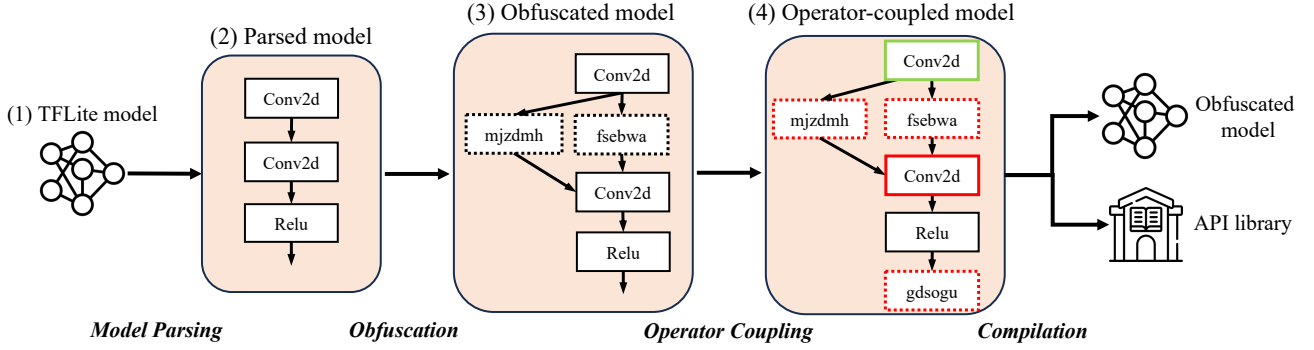 (1) TFLite model
(2) Parsed model
Conv2d
Conv2d
Relu
(3) Obfuscated model
Conv2d
mjzdmh
fsebwa
Conv2d
Relu
(4) Operator-coupled model
Conv2d
mjzdmh
fsebwa
Conv2d
Relu
gdsogu
Obfuscated
model
API library
Model Parsing
Obfuscation
Operator Coupling
Compilation